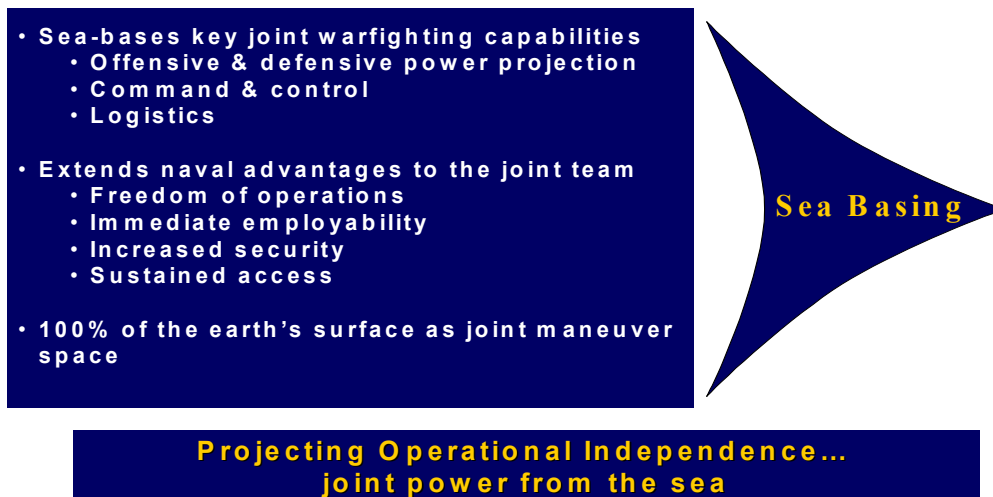 • Sea-bases key joint warfighting capabilities
• Offensive & defensive power projection
• Command & control
• Logistics
• Extends naval advantages to the joint team
• Freedom of operations
• Immediate employability
• Increased security
• Sustained access
• 100% of the earth's surface as joint maneuver
space
Sea Basing
Projecting Operational Independence...
joint power from the sea